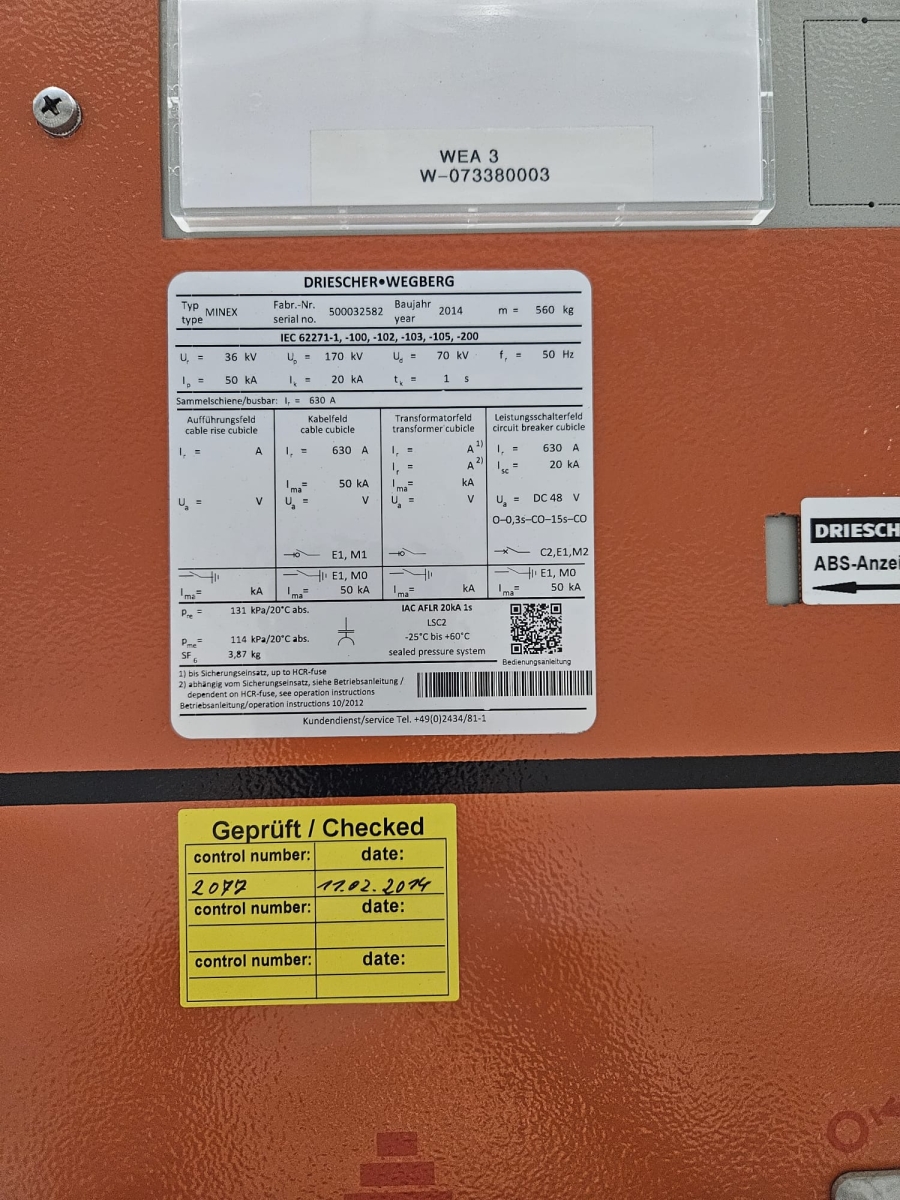 WEA 3
W-073380003
DRIESCHER•WEGBERG
Typ type MINEX Fabr.-Nr. serial no. 500032582 Baujahr year 2014 m = 560 kg
IEC 62271-1, -100, -102, -103, -105, -200
Ur = 36 kV Up = 170 kV Ud = 70 kV fr = 50 Hz
Ip = 50 kA Ik = 20 kA tk = 1 s
Sammelschiene/busbar: Ir = 630 A
Aufführungsfeld
cable rise cubicle
Ir = A
Ua = V
Ima= kA
Kabelfeld
cable cubicle
Ir = 630 A
Ima= 50 kA
Ua = V
E1, M1
E1, M0
Ima= 50 kA
Transformatorfeld
transformer cubicle
Ir = A 1)
Ir = A 2)
Ima= kA
Ua = V
Ima= kA
Leistungsschalterfeld
circuit breaker cubicle
Ir = 630 A
Isc = 20 kA
Ua = DC 48 V
O-0,3s-CO-15s-CO
C2,E1,M2
E1, M0
Ima= 50 kA
Pre = 131 kPa/20°C abs.
Pme= 114 kPa/20°C abs.
SF6 3,87 kg
IAC AFLR 20kA 1s
LSC2
-25°C bis +60°C
sealed pressure system
Bedienungsanleitung
1) bis Sicherungseinsatz, up to HCR-fuse
2) abhängig vom Sicherungseinsatz, siehe Betriebsanleitung /
dependent on HCR-fuse, see operation instructions
Betriebsanleitung/operation instructions 10/2012
Kundendienst/service Tel. +49(0)2434/81-1
DRIESCH
ABS-Anzei
Geprüft / Checked
control number: date:
2077 11.02.2014
control number: date:
control number: date: